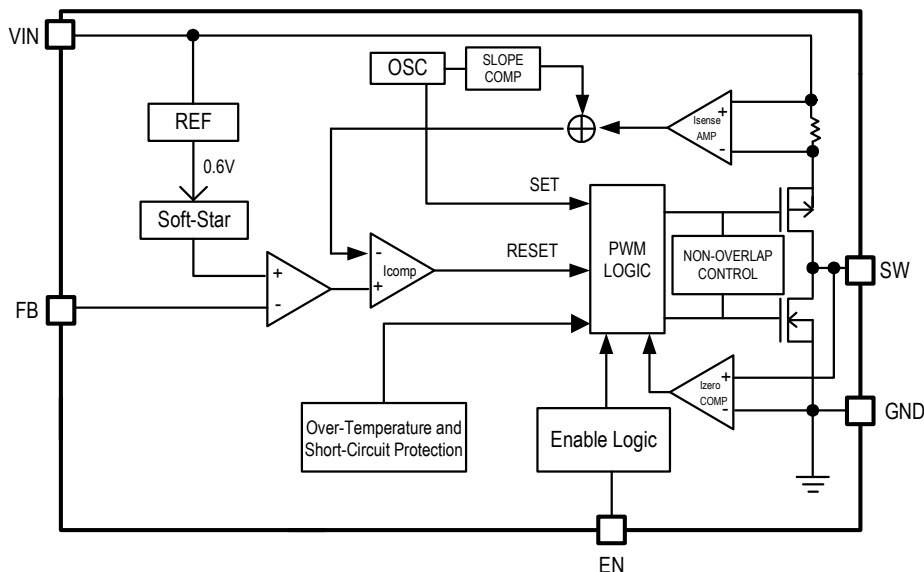 VIN
OSC
SLOPE
COMP
REF
Isense
AMP
+
-
0.6V
SET
Soft-Star
PWM
LOGIC
NON-OVERLAP
CONTROL
SW
RESET
-
Icomp
+
+
-
FB
Izero
COMP
+
-
GND
Over-Temperature and
Short-Circuit Protection
Enable Logic
EN